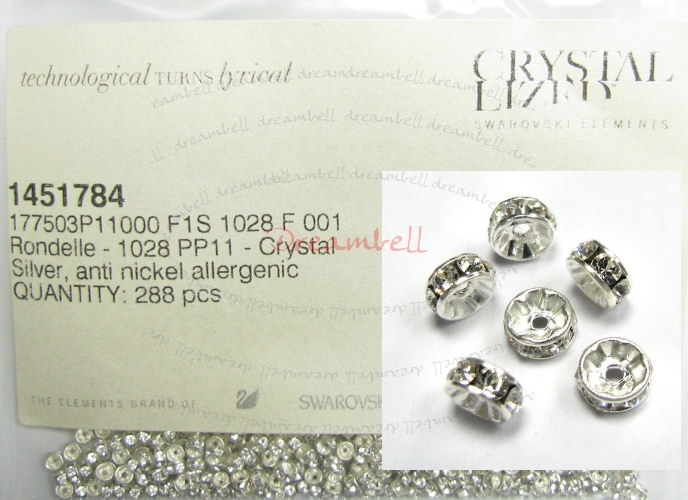 technological TURNS lyrical
CRYSTAL
LIZED
SWAROVSKI ELEMENTS
1451784
177503P11000 F1S 1028 F 001
Rondelle - 1028 PP11 - Crystal
Silver, anti nickel allergenic
QUANTITY: 288 pcs
Dreambell
THE ELEMENTS BRAND OF
SWAROVSK